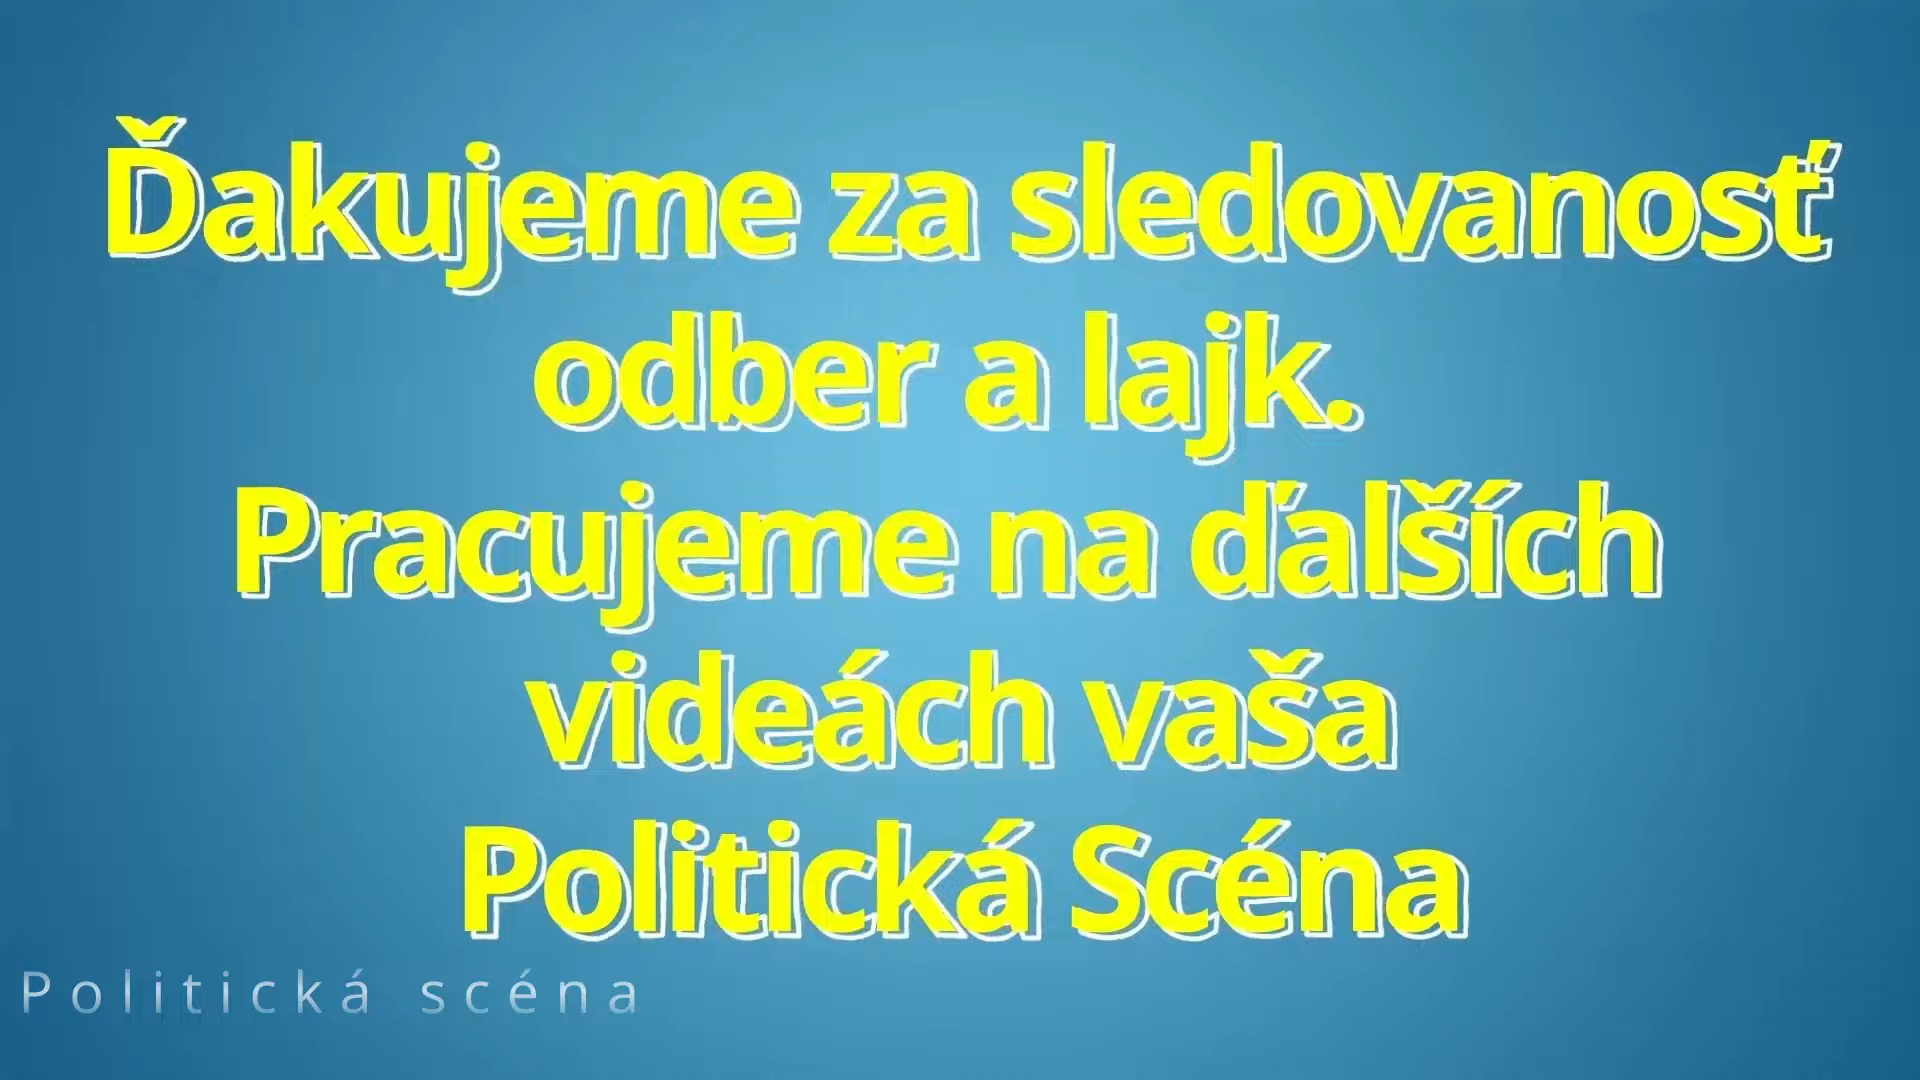 Ďakujeme za sledovanosť
odber a lajk.
Pracujeme na ďalších
videách vaša
Politická Scéna
Politická scéna